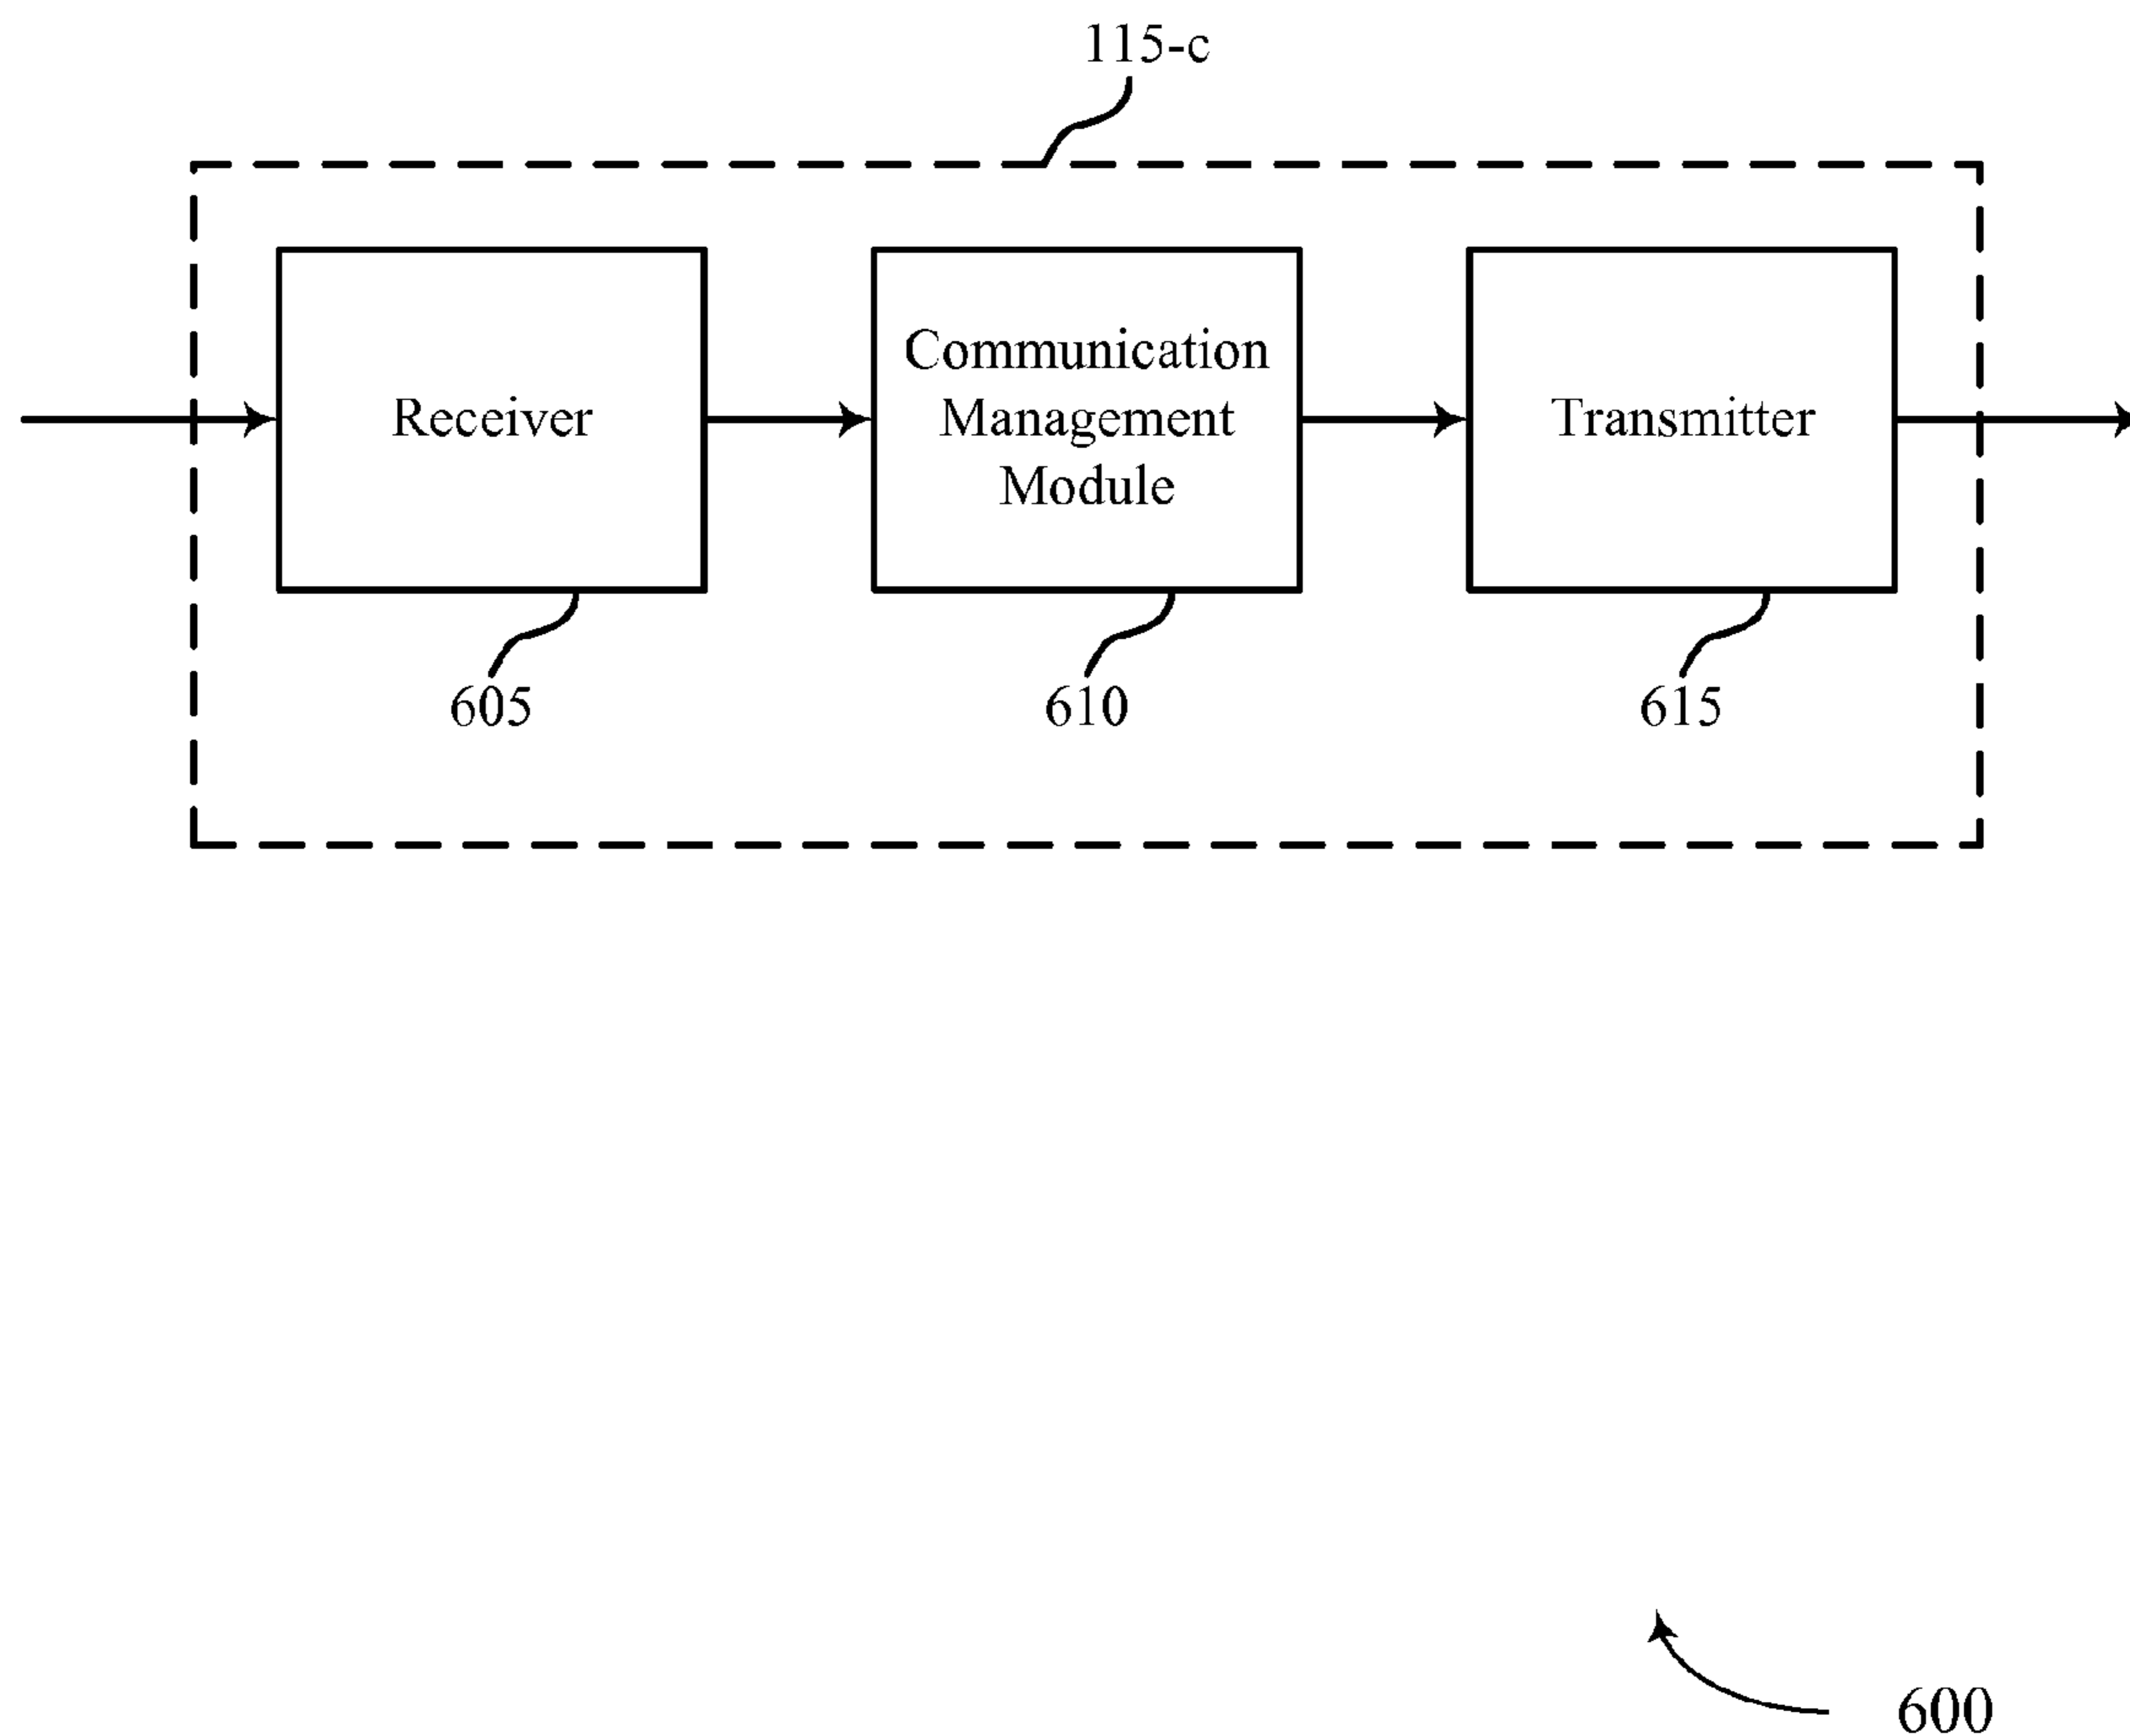 115-c
Receiver
Communication
Management
Module
Transmitter
605
610
615
600